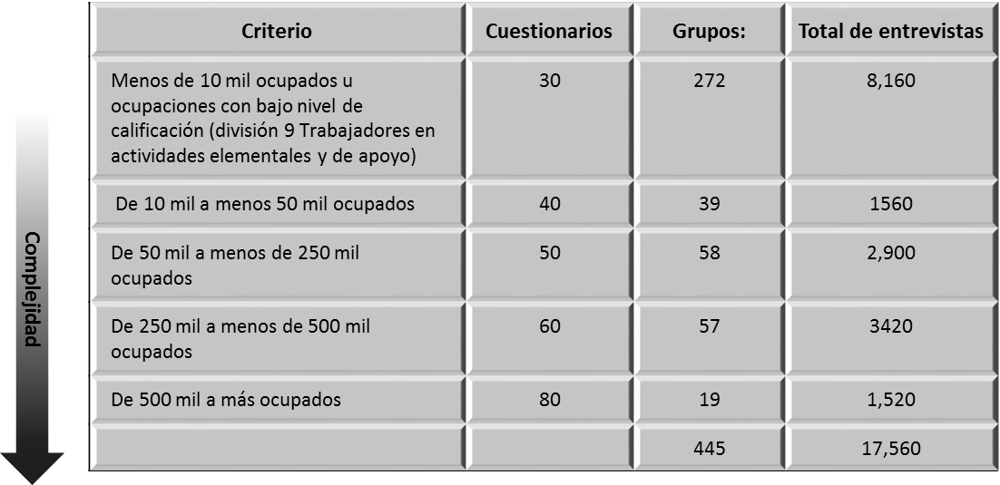 Criterio Cuestionarios Grupos: Total de entrevistas
Menos de 10 mil ocupados u 30 272 8,160
ocupaciones con bajo nivel de
calificación (división 9 Trabajadores en
actividades elementales y de apoyo)
De 10 mil a menos 50 mil ocupados 40 39 1560
De 50 mil a menos de 250 mil 50 58 2,900
ocupados
De 250 mil a menos de 500 mil 60 57 3420
ocupados
De 500 mil a más ocupados 80 19 1,520
445 17,560
Complejidad